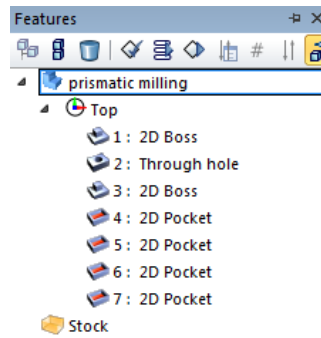 Features
#
prismatic milling
Top
1 : 2D Boss
2 : Through hole
3 : 2D Boss
4 : 2D Pocket
5 : 2D Pocket
6 : 2D Pocket
7 : 2D Pocket
Stock